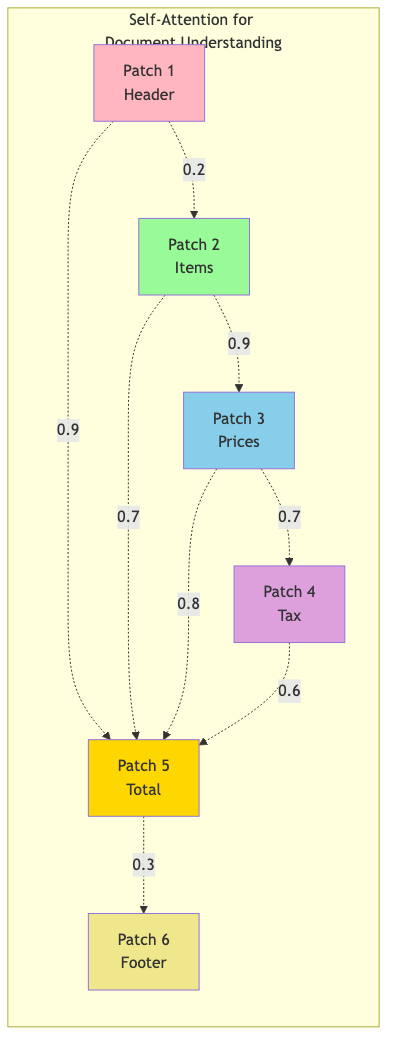 Self-Attention for
Document Understanding
Patch 1
Header
0.2
Patch 2
Items
0.9
Patch 3
Prices
0.9
0.7
0.7
Patch 4
Tax
0.8
0.6
Patch 5
Total
0.3
Patch 6
Footer